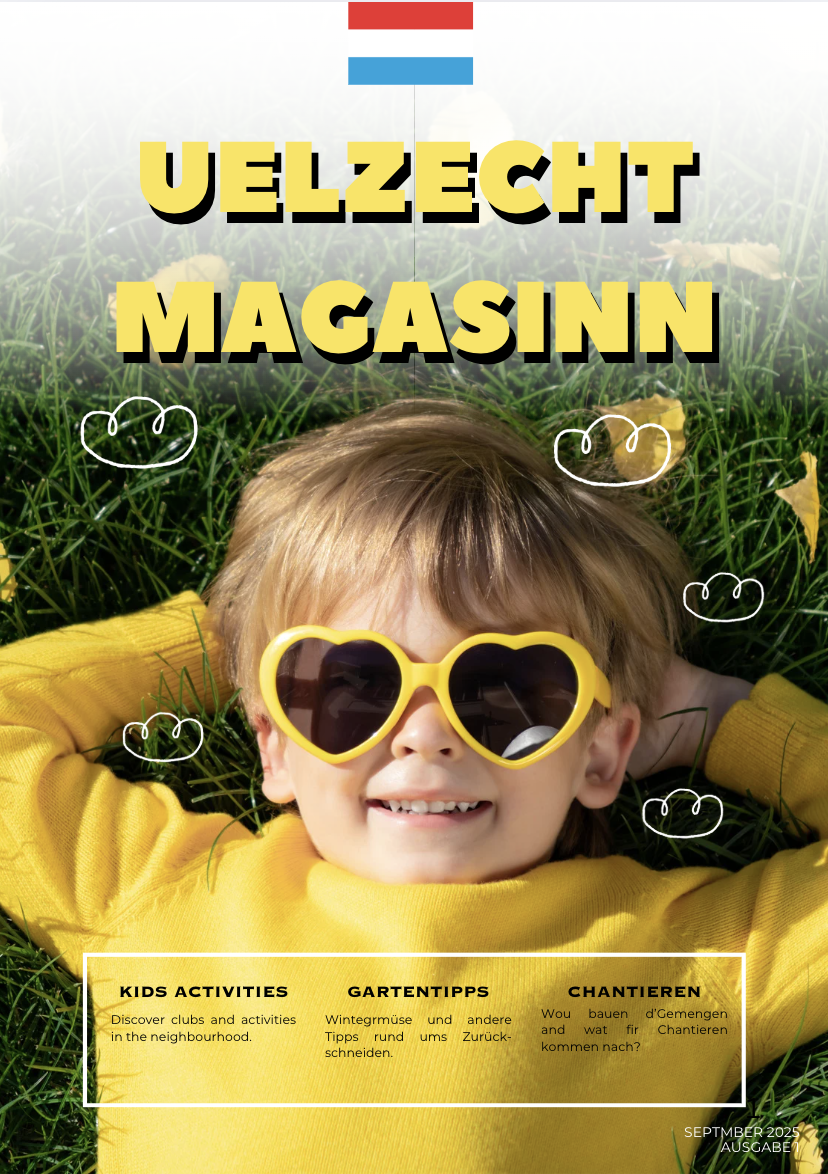 UELZECHT
MAGASINN
KIDS ACTIVITIES
Discover clubs and activities
in the neighbourhood.
GARTENTIPPS
Wintegrmüse und andere
Tipps rund ums Zurück-
schneiden.
CHANTIEREN
Wou bauen d'Gemengen
and wat fir Chantieren
kommen nach?
SEPTMBER 2025
AUSGABE